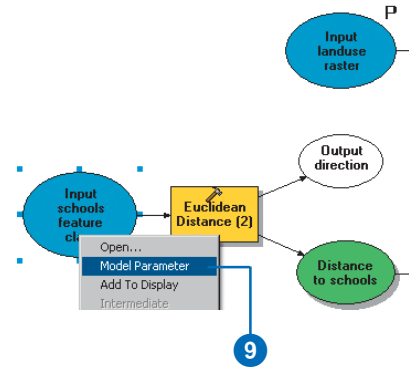 P
Input
landuse
raster
Output
direction
Input
schools
feature
Euclidean
Distance (2)
Open...
Model Parameter
Add To Display
Intermediate
Distance
to schools
9